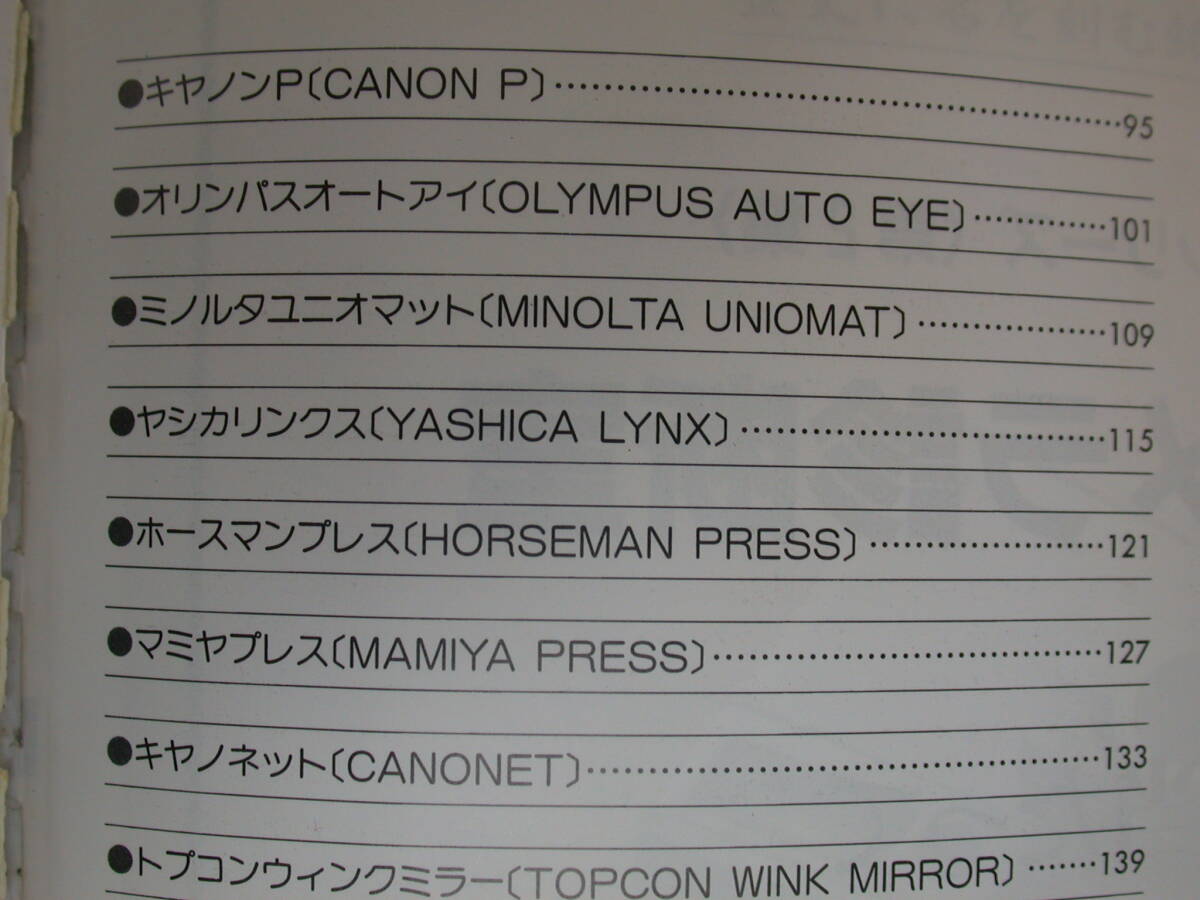 ●キヤノンP〔CANON P〕⋯⋯⋯⋯⋯⋯⋯⋯⋯⋯⋯⋯95
●オリンパスオートアイ〔OLYMPUS AUTO EYE〕⋯⋯⋯⋯101
●ミノルタユニオマット〔MINOLTA UNIOMAT〕⋯⋯⋯⋯⋯109
●ヤシカリンクス〔YASHICA LYNX〕⋯⋯⋯⋯⋯⋯⋯⋯⋯115
●ホースマンプレス〔HORSEMAN PRESS〕⋯⋯⋯⋯⋯⋯121
●マミヤプレス〔MAMIYA PRESS〕⋯⋯⋯⋯⋯⋯⋯⋯⋯127
●キヤノネット〔CANONET〕⋯⋯⋯⋯⋯⋯⋯⋯⋯⋯⋯133
●トプコンウィンクミラー〔TOPCON WINK MIRROR〕⋯⋯139